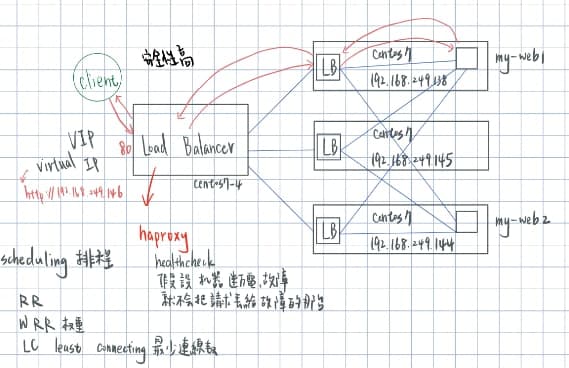 安全性高
client
VIP
virtual IP
http://192.168.249.146
80
Load Balancer
centos7-4
haproxy
healthcheck
假設 機器 斷電、故障
就不會把請求丟給故障的那台
scheduling 排程
RR
WRR 权重
LC least connecting 最少連線數
LB
Centos7
192.168.249.138
my-web1
LB
Centos7
192.168.249.145
LB
Centos7
192.168.249.144
my-web2